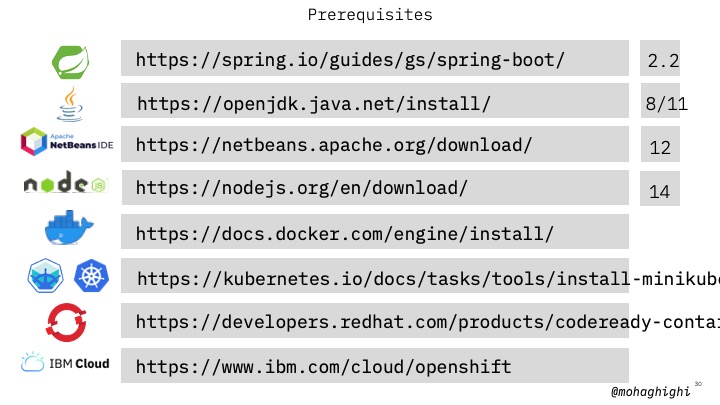 Prerequisites
https://spring.io/guides/gs/spring-boot/ 2.2
https://openjdk.java.net/install/ 8/11
Apache
NetBeans IDE https://netbeans.apache.org/download/ 12
node JS https://nodejs.org/en/download/ 14
https://docs.docker.com/engine/install/
https://kubernetes.io/docs/tasks/tools/install-minikube
https://developers.redhat.com/products/codeready-contai
IBM Cloud https://www.ibm.com/cloud/openshift
@mohaghighi 30